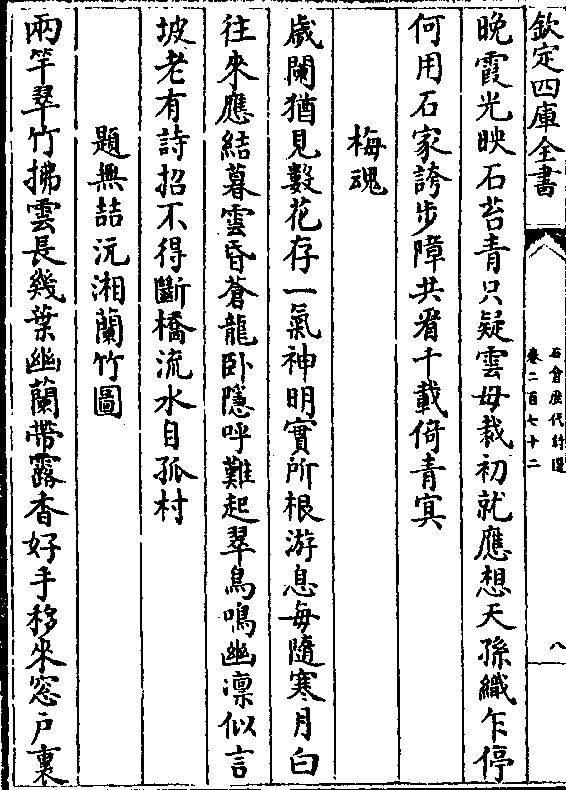 欽定四庫全書
石倉歷代詩選
卷二百七十二
八
晩霞光映石苔青只疑雲母裁初就應想天孫織乍停
何用石家誇步障共看千載倚青㝠
梅魂
歲闌猶見數花存一氣神明實所根游息每隨寒月白
往來應結暮雲昏蒼龍卧隱呼難起翠鳥鳴幽凛似言
坡老有詩招不得斷橋流水自孤村
題無喆沅湘蘭竹圖
兩竿翠竹拂雲長幾葉幽蘭帶露香好手移來窓户裏